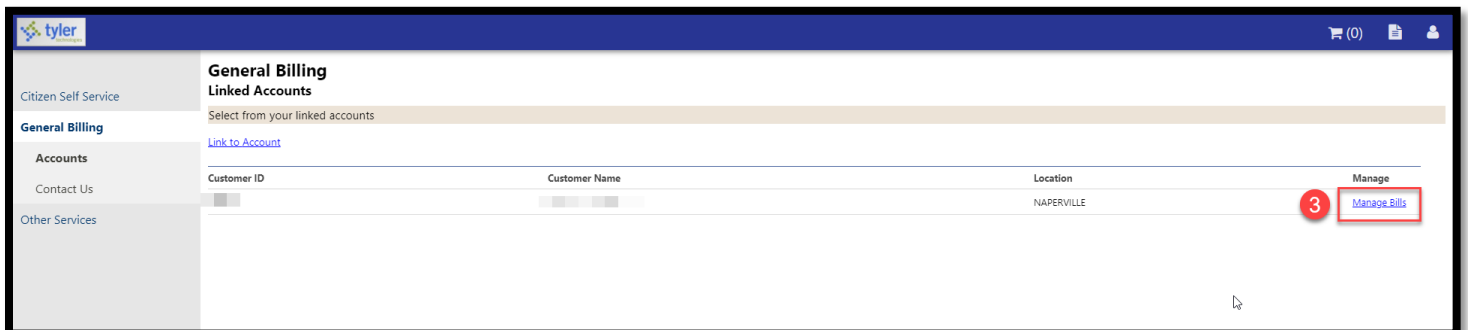 tyler
technologies
(0)
General Billing
Linked Accounts
Citizen Self Service
Select from your linked accounts
General Billing
Link to Account
Accounts
Customer ID Customer Name Location Manage
Contact Us
NAPERVILLE 3 Manage Bills
Other Services